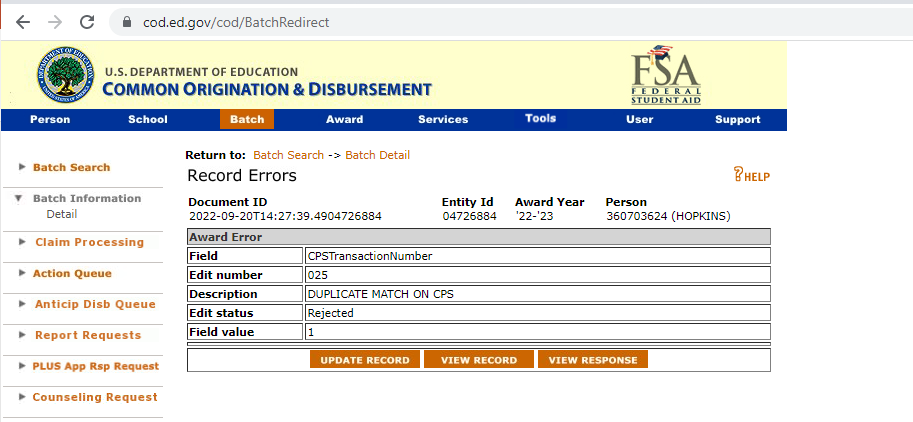 cod.ed.gov/cod/BatchRedirect
U.S. DEPARTMENT OF EDUCATION
COMMON ORIGINATION & DISBURSEMENT
FSA
FEDERAL
STUDENT AID
Person School Batch Award Services Tools User Support
Return to: Batch Search -> Batch Detail
Record Errors
?HELP
Batch Search
Batch Information
Detail
Claim Processing
Action Queue
Anticip Disb Queue
Report Requests
PLUS App Rsp Request
Counseling Request
Document ID Entity Id Award Year Person
2022-09-20T14:27:39.4904726884 04726884 '22-'23 360703624 (HOPKINS)
Award Error
Field CPSTransactionNumber
Edit number 025
Description DUPLICATE MATCH ON CPS
Edit status Rejected
Field value 1
UPDATE RECORD VIEW RECORD VIEW RESPONSE